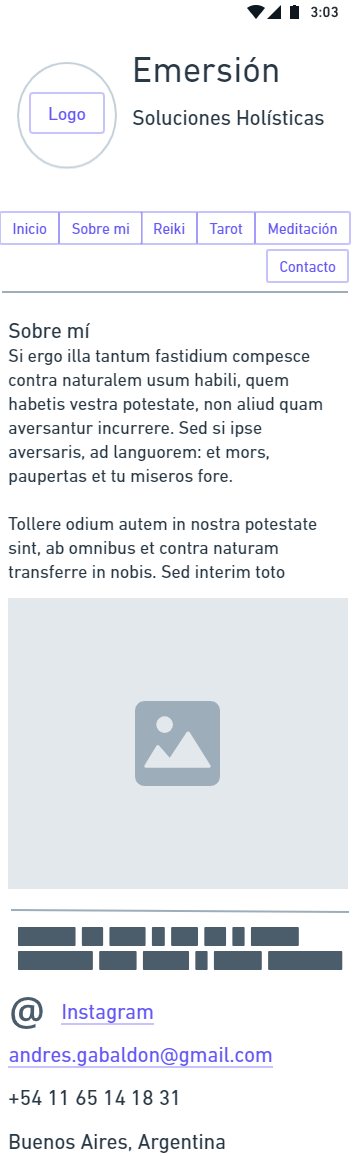 3:03
Emersión
Logo
Soluciones Holísticas
Inicio Sobre mi Reiki Tarot Meditación
Contacto
Sobre mí
Si ergo illa tantum fastidium compesce
contra naturalem usum habili, quem
habetis vestra potestate, non aliud quam
aversantur incurrere. Sed si ipse
aversaris, ad languorem: et mors,
paupertas et tu miseros fore.
Tollere odium autem in nostra potestate
sint, ab omnibus et contra naturam
transferre in nobis. Sed interim toto
@ Instagram
andres.gabaldon@gmail.com
+54 11 65 14 18 31
Buenos Aires, Argentina